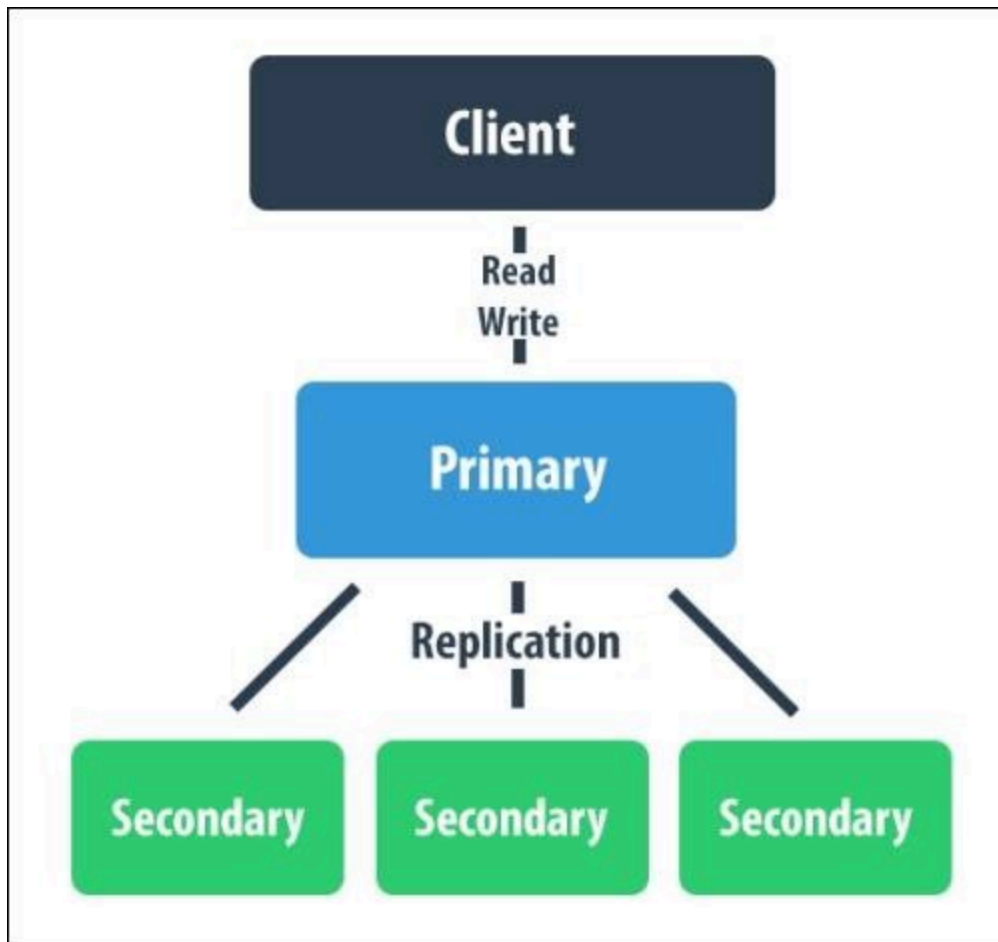 Client
Read
Write
Primary
Replication
Secondary
Secondary
Secondary